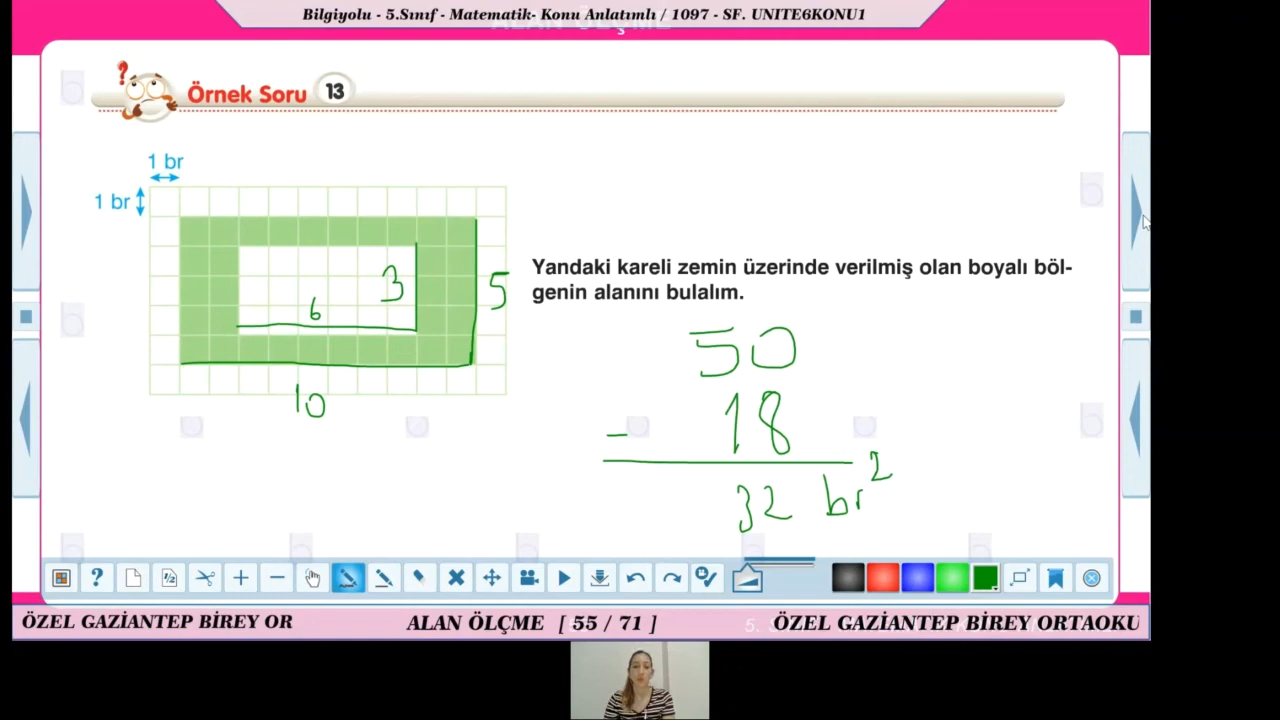 Bilgiyolu - 5.Sınıf - Matematik- Konu Anlatımlı / 1097 - SF. UNITE6KONU1
ALAN ÖLÇME
Örnek Soru 13
1 br
1 br
3
6
5
10
Yandaki kareli zemin üzerinde verilmiş olan boyalı böl-
genin alanını bulalım.
50
- 18
32 br²
ÖZEL GAZİANTEP BİREY OR
ALAN ÖLÇME [ 55 / 71 ]
ÖZEL GAZİANTEP BİREY ORTAOKU